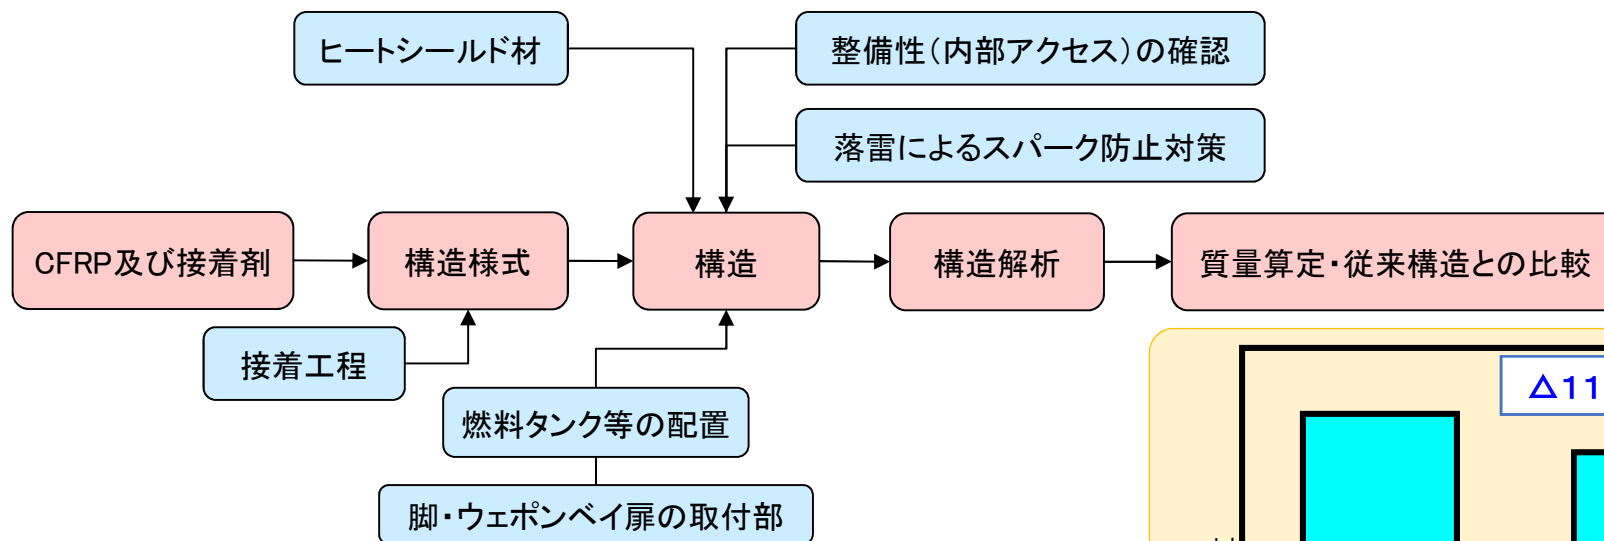 ヒートシールド材
整備性(内部アクセス)の確認
落雷によるスパーク防止対策
CFRP及び接着剤
構造様式
構造
構造解析
質量算定・従来構造との比較
接着工程
燃料タンク等の配置
脚・ウェポンベイ扉の取付部
△11